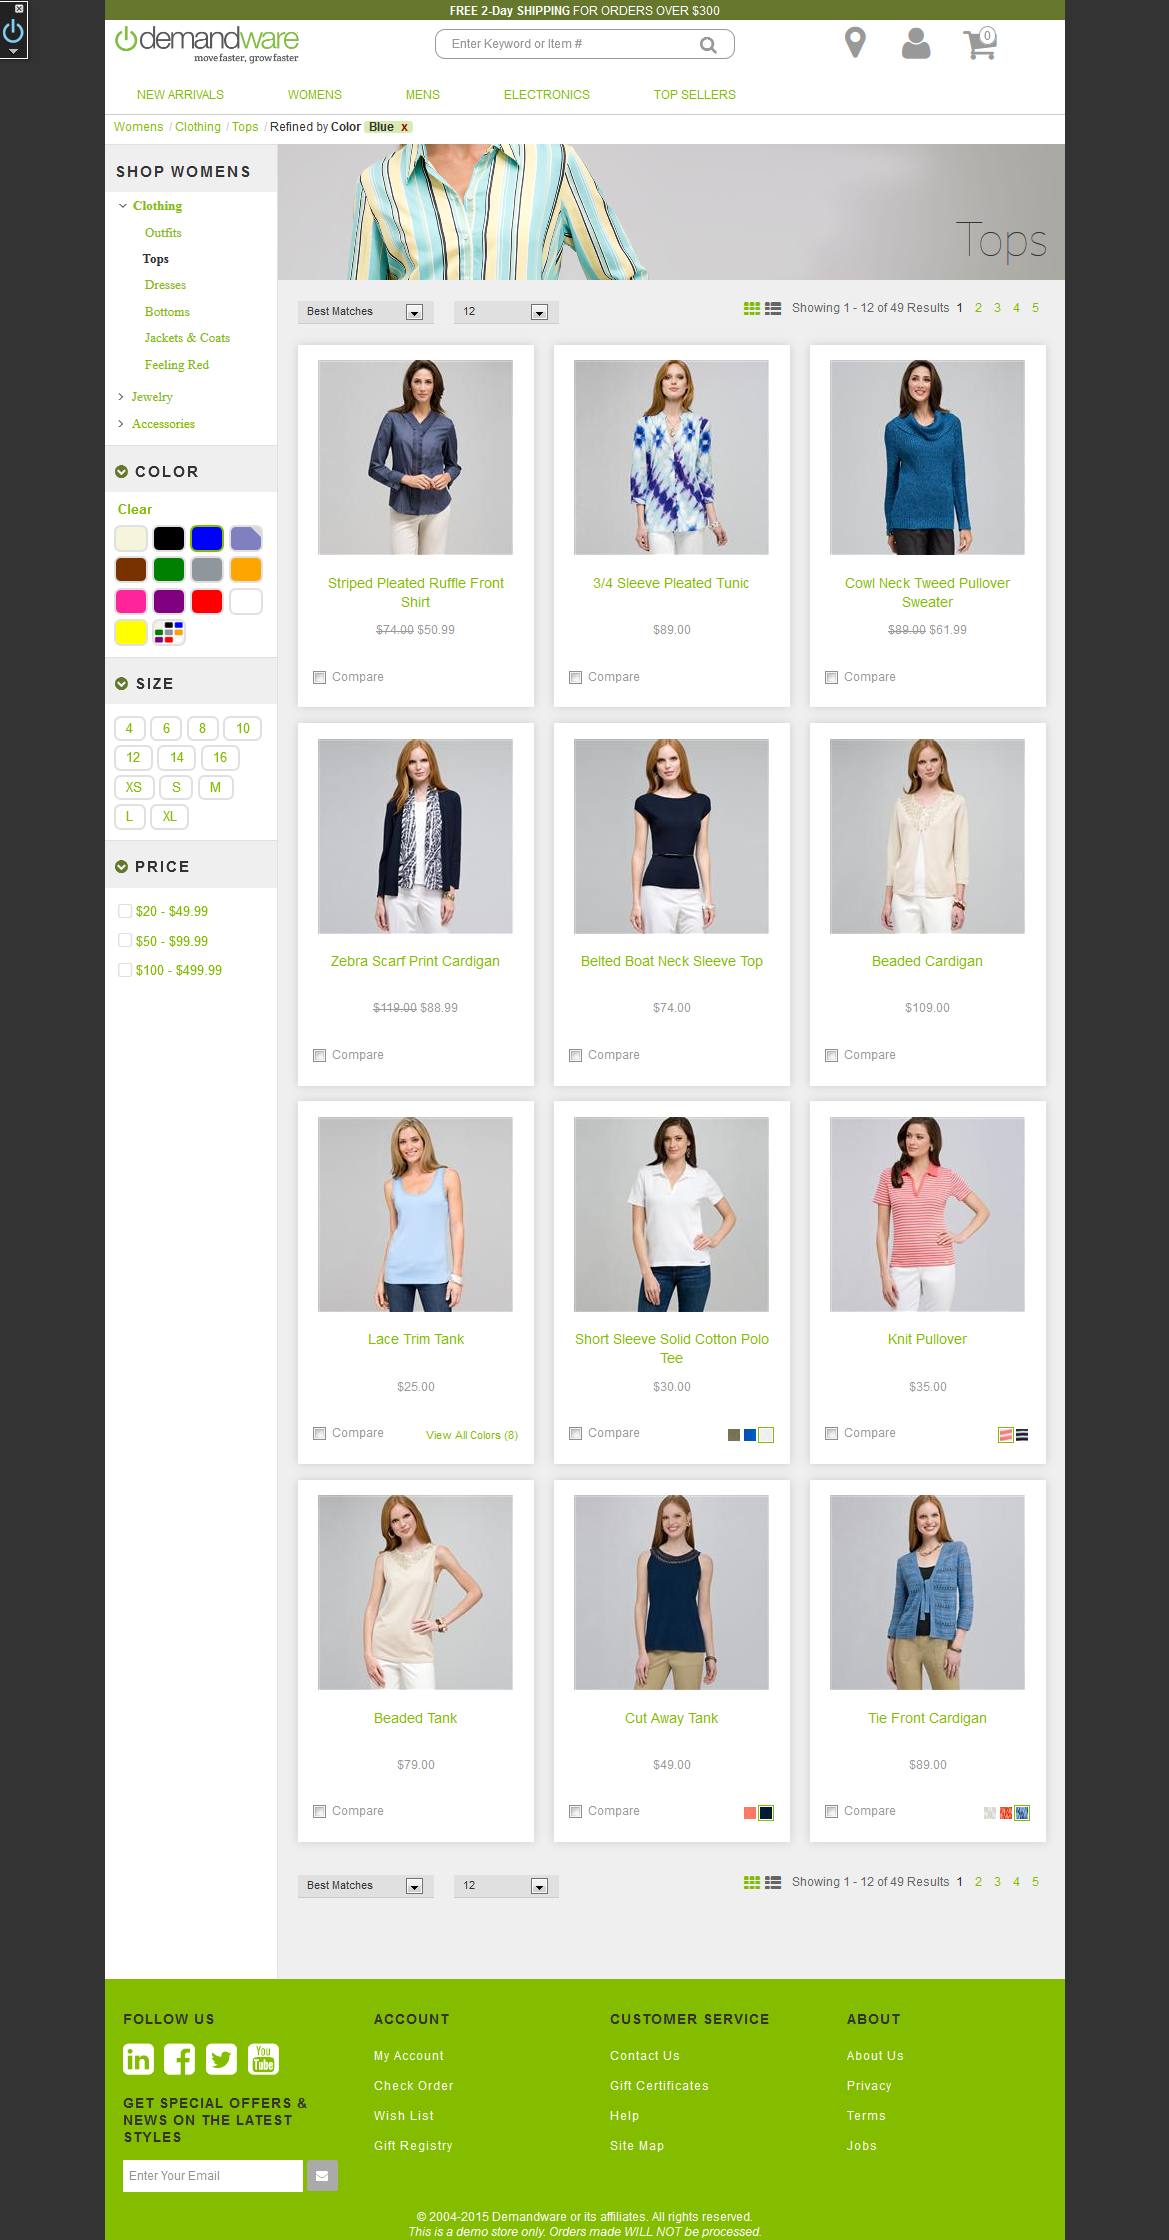 FREE 2-Day SHIPPING FOR ORDERS OVER $300
demandware
move faster, grow faster
Enter Keyword or Item #
0
NEW ARRIVALS WOMENS MENS ELECTRONICS TOP SELLERS
Womens / Clothing / Tops / Refined by Color Blue x
SHOP WOMENS
Clothing
Outfits
Tops
Dresses
Bottoms
Jackets & Coats
Feeling Red
Jewelry
Accessories
COLOR
Clear
SIZE
4 6 8 10
12 14 16
XS S M
L XL
PRICE
$20 - $49.99
$50 - $99.99
$100 - $499.99
Tops
Best Matches 12 Showing 1 - 12 of 49 Results 1 2 3 4 5
Striped Pleated Ruffle Front
Shirt
$74.00 $50.99
Compare
3/4 Sleeve Pleated Tunic
$89.00
Compare
Cowl Neck Tweed Pullover
Sweater
$89.00 $61.99
Compare
Zebra Scarf Print Cardigan
$119.00 $88.99
Compare
Belted Boat Neck Sleeve Top
$74.00
Compare
Beaded Cardigan
$109.00
Compare
Lace Trim Tank
$25.00
Compare View All Colors (8)
Short Sleeve Solid Cotton Polo
Tee
$30.00
Compare
Knit Pullover
$35.00
Compare
Beaded Tank
$79.00
Compare
Cut Away Tank
$49.00
Compare
Tie Front Cardigan
$89.00
Compare
Best Matches 12 Showing 1 - 12 of 49 Results 1 2 3 4 5
FOLLOW US
in f You Tube
GET SPECIAL OFFERS &
NEWS ON THE LATEST
STYLES
Enter Your Email
ACCOUNT
My Account
Check Order
Wish List
Gift Registry
CUSTOMER SERVICE
Contact Us
Gift Certificates
Help
Site Map
ABOUT
About Us
Privacy
Terms
Jobs
© 2004-2015 Demandware or its affiliates. All rights reserved.
This is a demo store only. Orders made WILL NOT be processed.